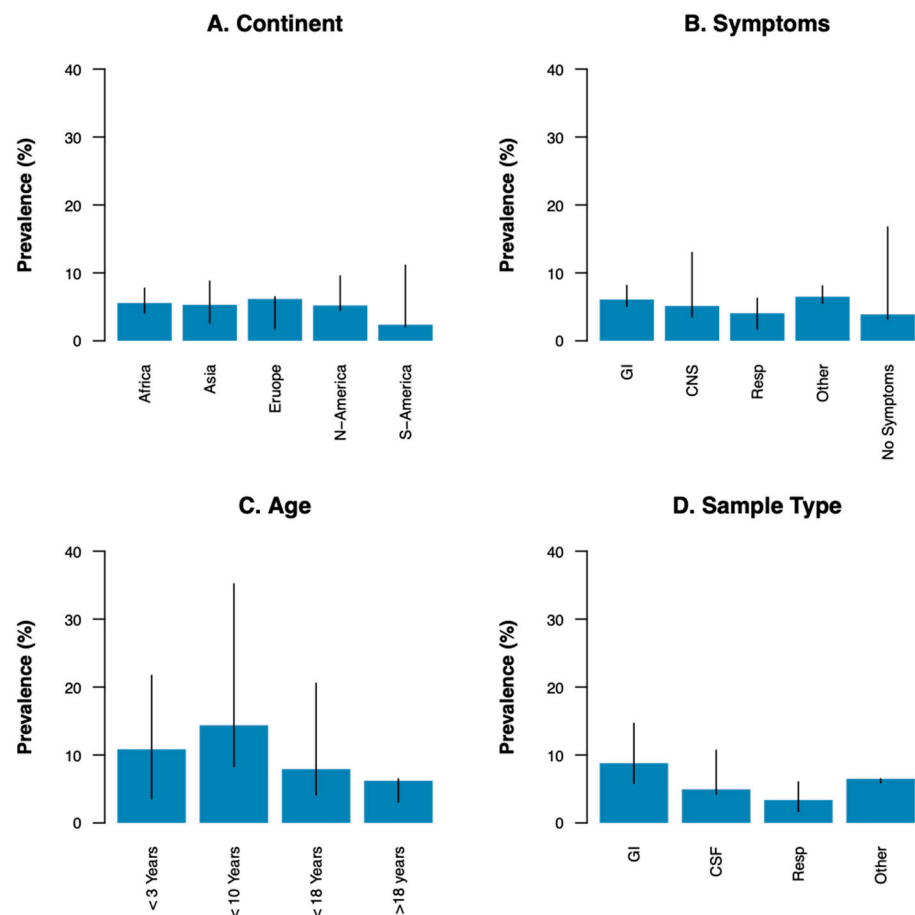 A. Continent
Prevalence (%)
40
30
20
10
0
Africa
Asia
Eruope
N-America
S-America
B. Symptoms
Prevalence (%)
40
30
20
10
0
GI
CNS
Resp
Other
No Symptoms
C. Age
Prevalence (%)
40
30
20
10
0
<3 Years
<10 Years
<18 Years
>18 years
D. Sample Type
Prevalence (%)
40
30
20
10
0
GI
CSF
Resp
Other